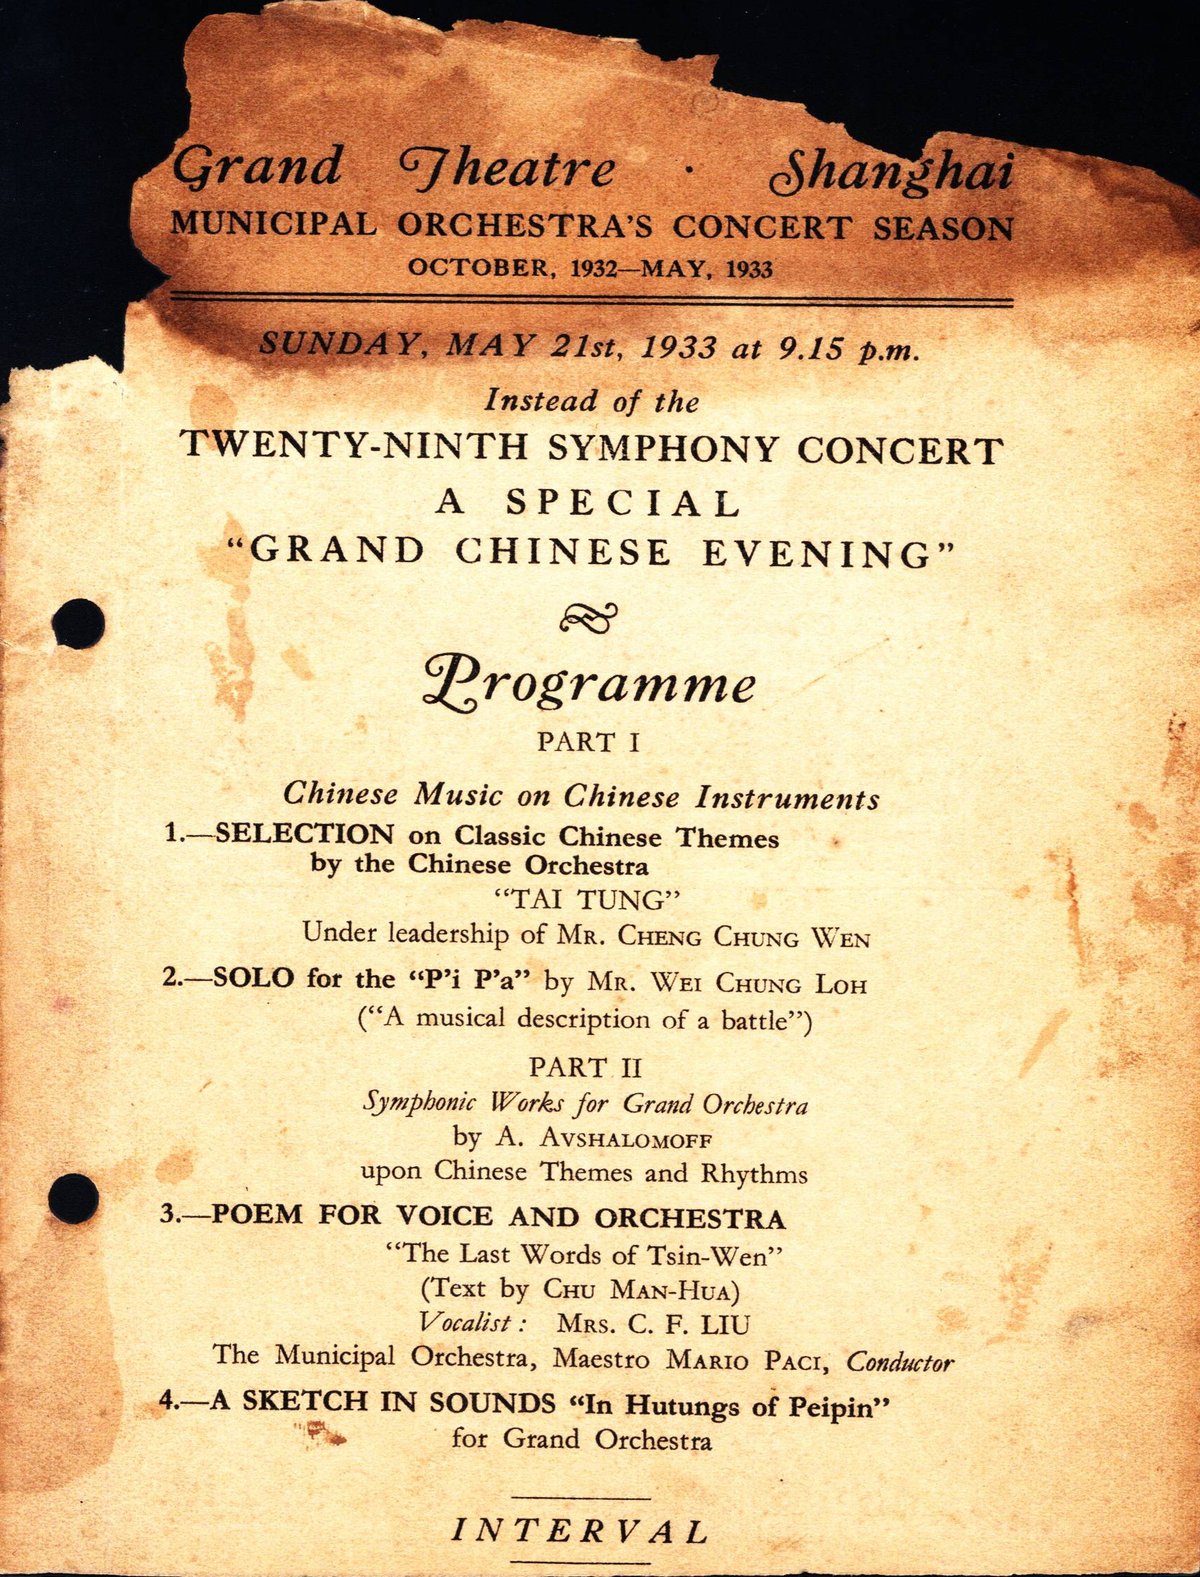 Grand Theatre · Shanghai
MUNICIPAL ORCHESTRA'S CONCERT SEASON
OCTOBER, 1932—MAY, 1933
SUNDAY, MAY 21st, 1933 at 9.15 p.m.
Instead of the
TWENTY-NINTH SYMPHONY CONCERT
A SPECIAL
"GRAND CHINESE EVENING"
Programme
PART I
Chinese Music on Chinese Instruments
1.—SELECTION on Classic Chinese Themes
by the Chinese Orchestra
"TAI TUNG"
Under leadership of MR. CHENG CHUNG WEN
2.—SOLO for the "P'i P'a" by MR. WEI CHUNG LOH
("A musical description of a battle")
PART II
Symphonic Works for Grand Orchestra
by A. AVSHALOMOFF
upon Chinese Themes and Rhythms
3.—POEM FOR VOICE AND ORCHESTRA
"The Last Words of Tsin-Wen"
(Text by CHU MAN-HUA)
Vocalist: MRS. C. F. LIU
The Municipal Orchestra, Maestro MARIO PACI, Conductor
4.—A SKETCH IN SOUNDS "In Hutungs of Peipin"
for Grand Orchestra
INTERVAL